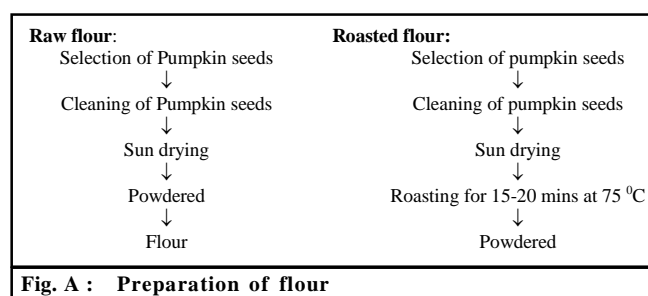 Raw flour:
Selection of Pumpkin seeds
↓
Cleaning of Pumpkin seeds
↓
Sun drying
↓
Powdered
↓
Flour
Roasted flour:
Selection of pumpkin seeds
↓
Cleaning of pumpkin seeds
↓
Sun drying
↓
Roasting for 15-20 mins at 75 ⁰C
↓
Powdered
Fig. A : Preparation of flour